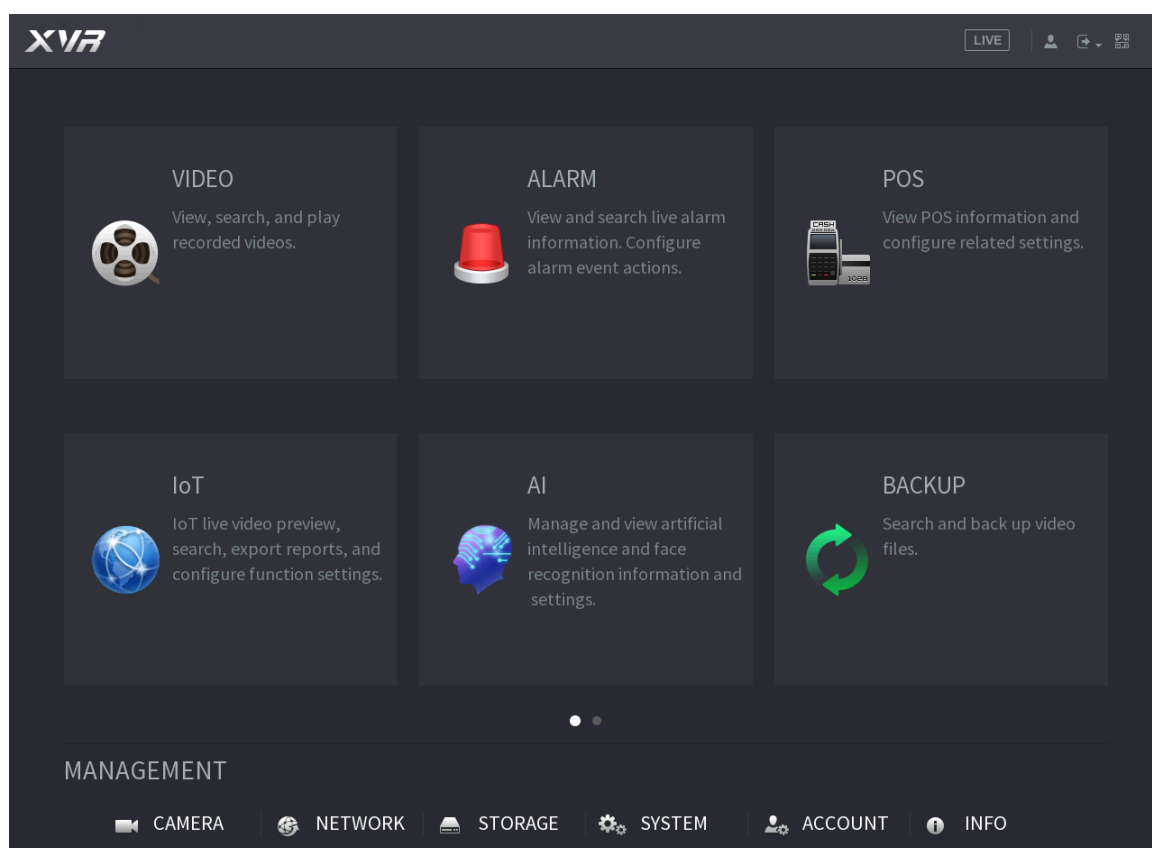 XVR
LIVE
VIDEO
View, search, and play
recorded videos.
ALARM
View and search live alarm
information. Configure
alarm event actions.
POS
View POS information and
configure related settings.
CASH
1028
IoT
IoT live video preview,
search, export reports, and
configure function settings.
AI
Manage and view artificial
intelligence and face
recognition information and
settings.
BACKUP
Search and back up video
files.
MANAGEMENT
CAMERA
NETWORK
STORAGE
SYSTEM
ACCOUNT
INFO